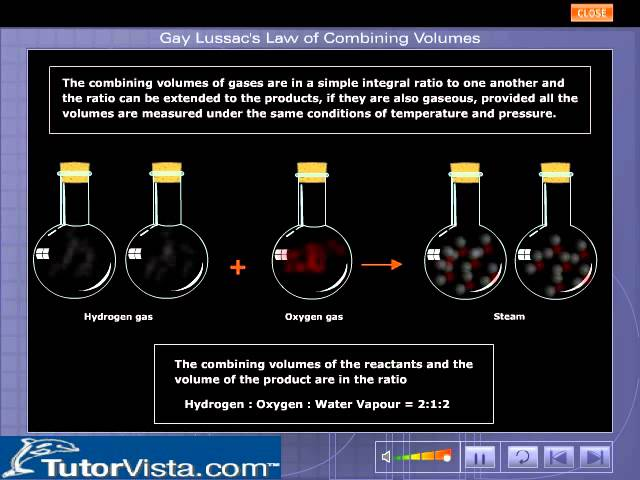 CLOSE
Gay Lussac's Law of Combining Volumes
The combining volumes of gases are in a simple integral ratio to one another and
the ratio can be extended to the products, if they are also gaseous, provided all the
volumes are measured under the same conditions of temperature and pressure.
+
Hydrogen gas
Oxygen gas
Steam
The combining volumes of the reactants and the
volume of the product are in the ratio
Hydrogen : Oxygen : Water Vapour = 2:1:2
TutorVista.com™